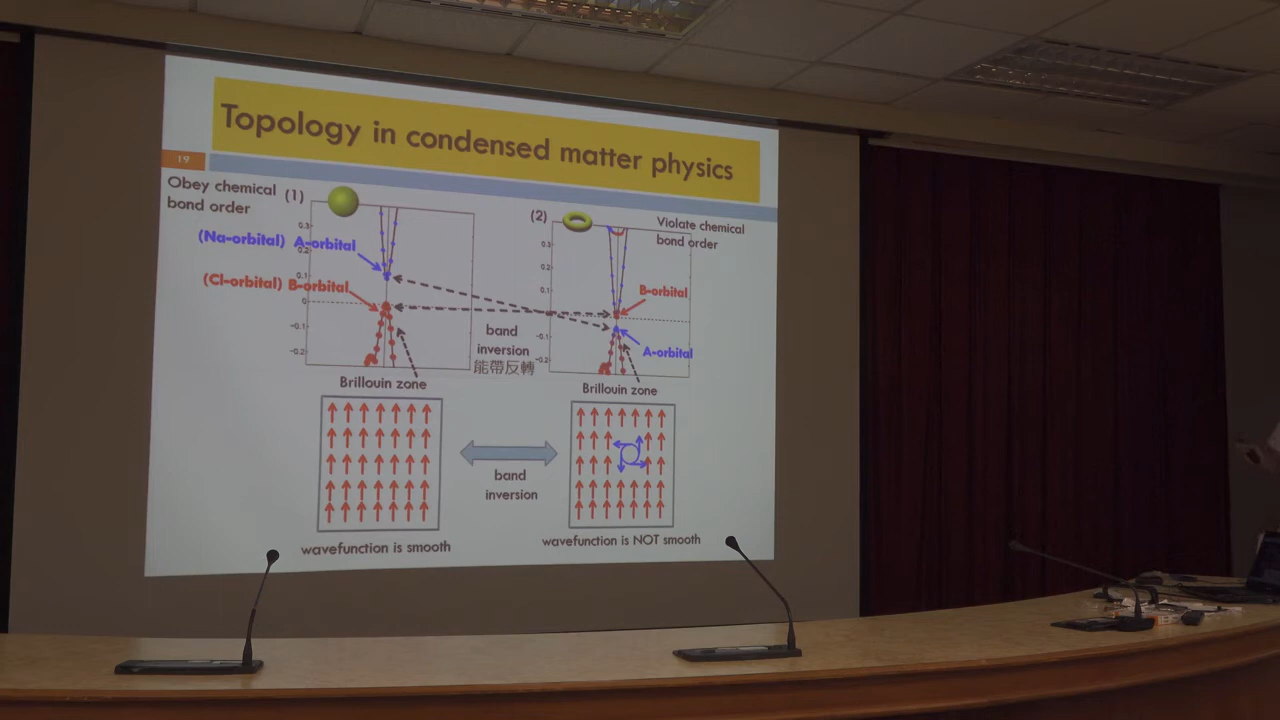 Topology in condensed matter physics
19
Obey chemical
bond order
(1)
(Na-orbital) A-orbital
(Cl-orbital) B-orbital
0.3
0.2
0.1
0
-0.1
-0.2
Brillouin zone
wavefunction is smooth
band
inversion
能帶反轉
band
inversion
(2)
Violate chemical
bond order
0.3
0.2
0.1
-0.1
-0.2
B-orbital
A-orbital
Brillouin zone
wavefunction is NOT smooth